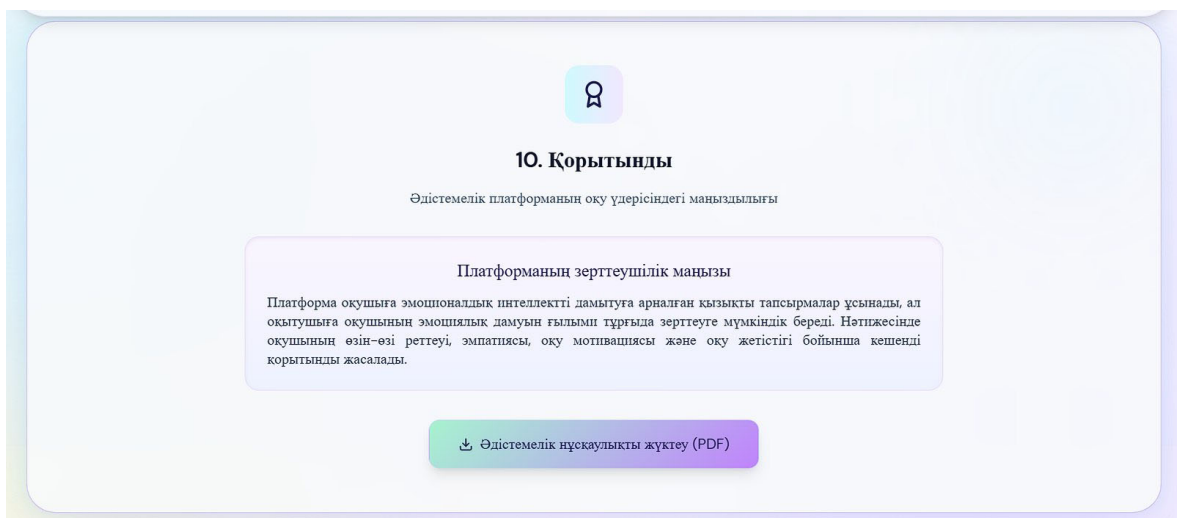 10. Қорытынды
Әдістемелік платформаның оқу үдерісіндегі маңыздылығы
Платформаның зерттеушілік маңызы
Платформа оқушыға эмоционалдық интеллектті дамытуға арналған қызықты тапсырмалар ұсынады, ал
оқытушыға оқушының эмоциялық дамуын ғылыми тұрғыда зерттеуге мүмкіндік береді. Нәтижесінде
оқушының өзін-өзі реттеуі, эмпатиясы, оқу мотивациясы және оқу жетістігі бойынша кешенді
қорытынды жасалады.
Әдістемелік нұсқаулықты жүктеу (PDF)